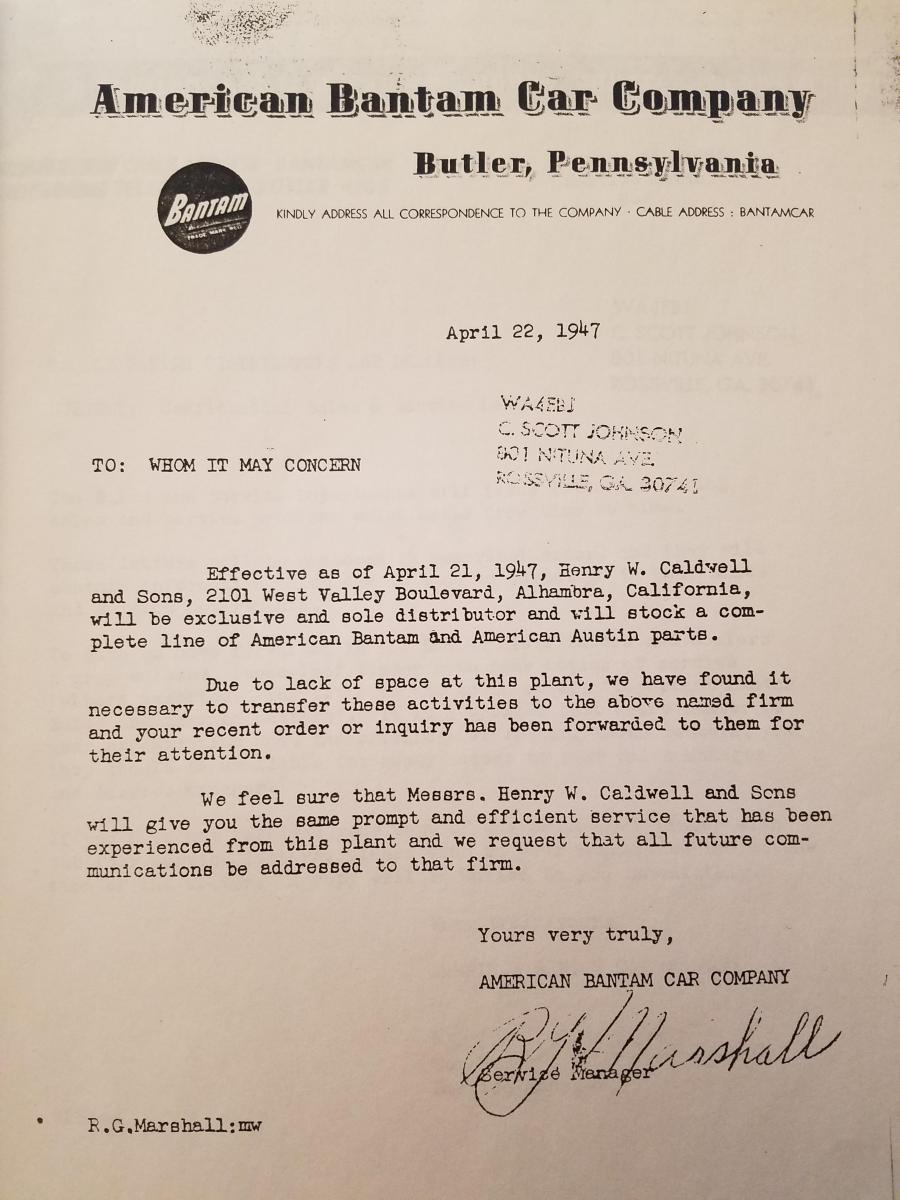 American Bantam Car Company
Butler, Pennsylvania
BANTAM
TRADE MARK REG
KINDLY ADDRESS ALL CORRESPONDENCE TO THE COMPANY · CABLE ADDRESS : BANTAMCAR
April 22, 1947
WA4EBJ
C. SCOTT JOHNSON
801 NITUNA AVE.
ROSSVILLE, GA. 30741
TO: WHOM IT MAY CONCERN
Effective as of April 21, 1947, Henry W. Caldwell
and Sons, 2101 West Valley Boulevard, Alhambra, California,
will be exclusive and sole distributor and will stock a com-
plete line of American Bantam and American Austin parts.
Due to lack of space at this plant, we have found it
necessary to transfer these activities to the above named firm
and your recent order or inquiry has been forwarded to them for
their attention.
We feel sure that Messrs. Henry W. Caldwell and Sons
will give you the same prompt and efficient service that has been
experienced from this plant and we request that all future com-
munications be addressed to that firm.
Yours very truly,
AMERICAN BANTAM CAR COMPANY
R G Marshall
Service Manager
R.G.Marshall:mw